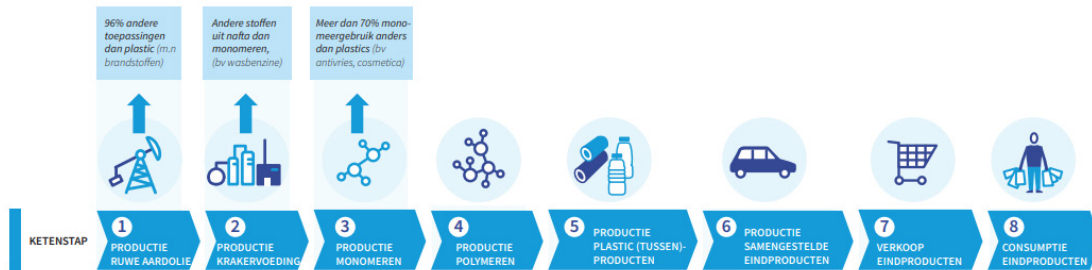 96% andere
toepassingen
dan plastic (m.n
brandstoffen)
Andere stoffen
uit nafta dan
monomeren,
(bv wasbenzine)
Meer dan 70% mono-
meergebruik anders
dan plastics (bv
antivries, cosmetica)
KETENSTAP
1
PRODUCTIE
RUWE AARDOLIE
2
PRODUCTIE
KRAKERVOEDING
3
PRODUCTIE
MONOMEREN
4
PRODUCTIE
POLYMEREN
5
PRODUCTIE
PLASTIC (TUSSEN)-
PRODUCTEN
6
PRODUCTIE
SAMENGESTELDE
EINDPRODUCTEN
7
VERKOOP
EINDPRODUCTEN
8
CONSUMPTIE
EINDPRODUCTEN